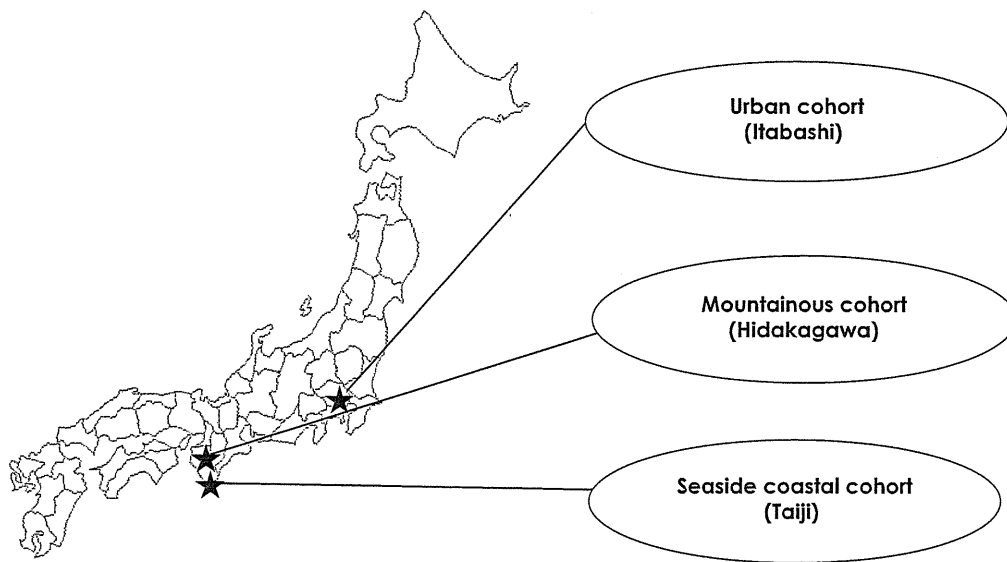 Urban cohort
(Itabashi)
Mountainous cohort
(Hidakagawa)
Seaside coastal cohort
(Taiji)